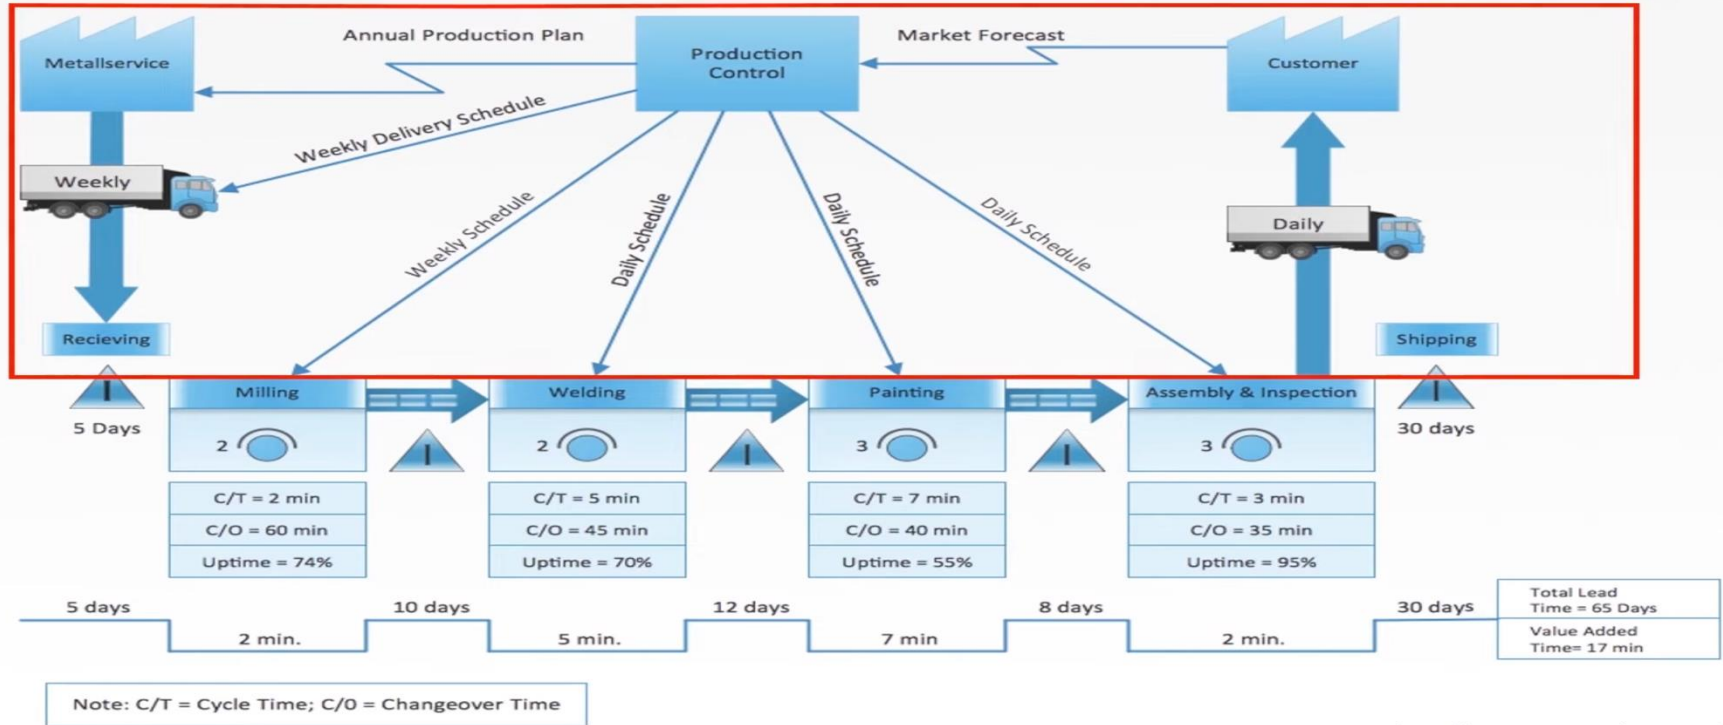 Metallservice
Annual Production Plan
Production
Control
Market Forecast
Customer
Weekly Delivery Schedule
Weekly
Weekly Schedule
Daily Schedule
Daily Schedule
Daily Schedule
Daily
Recieving
Shipping
Milling
Welding
Painting
Assembly & Inspection
I
5 Days
2
I
2
I
3
I
3
I
30 days
C/T = 2 min
C/T = 5 min
C/T = 7 min
C/T = 3 min
C/O = 60 min
C/O = 45 min
C/O = 40 min
C/O = 35 min
Uptime = 74%
Uptime = 70%
Uptime = 55%
Uptime = 95%
5 days
10 days
12 days
8 days
30 days
2 min.
5 min.
7 min
2 min.
Total Lead
Time = 65 Days
Value Added
Time= 17 min
Note: C/T = Cycle Time; C/0 = Changeover Time